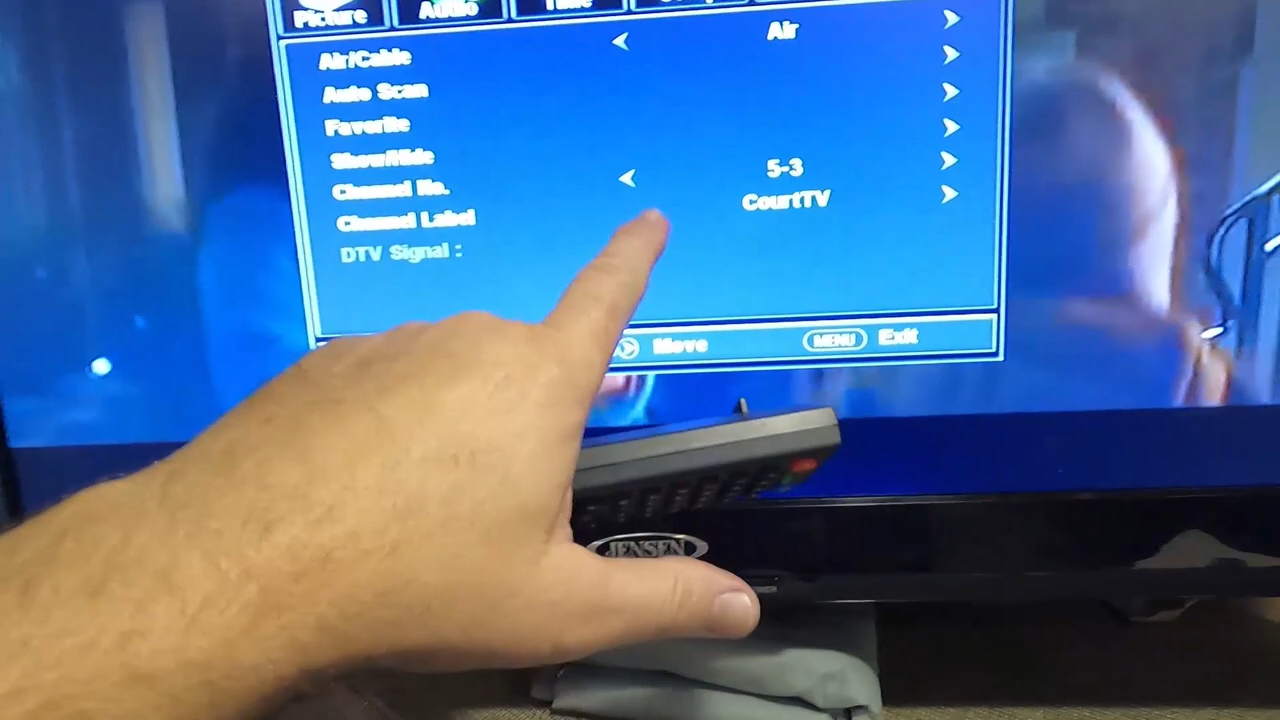 Picture
Audio
Time
Air/Cable
Air
Auto Scan
Favorite
Show/Hide
Channel No.
5-3
Channel Label
CourtTV
DTV Signal :
Move
MENU
Exit
JENSEN